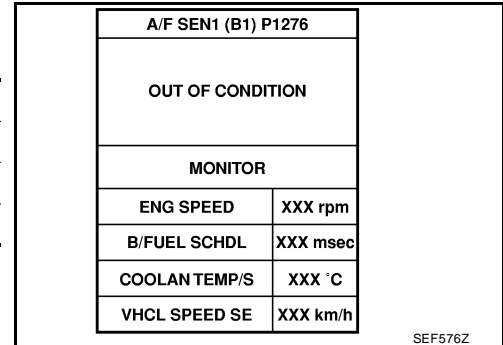 A/F SEN1 (B1) P1276
OUT OF CONDITION
MONITOR
ENG SPEED XXX rpm
B/FUEL SCHDL XXX msec
COOLAN TEMP/S XXX °C
VHCL SPEED SE XXX km/h
SEF576Z